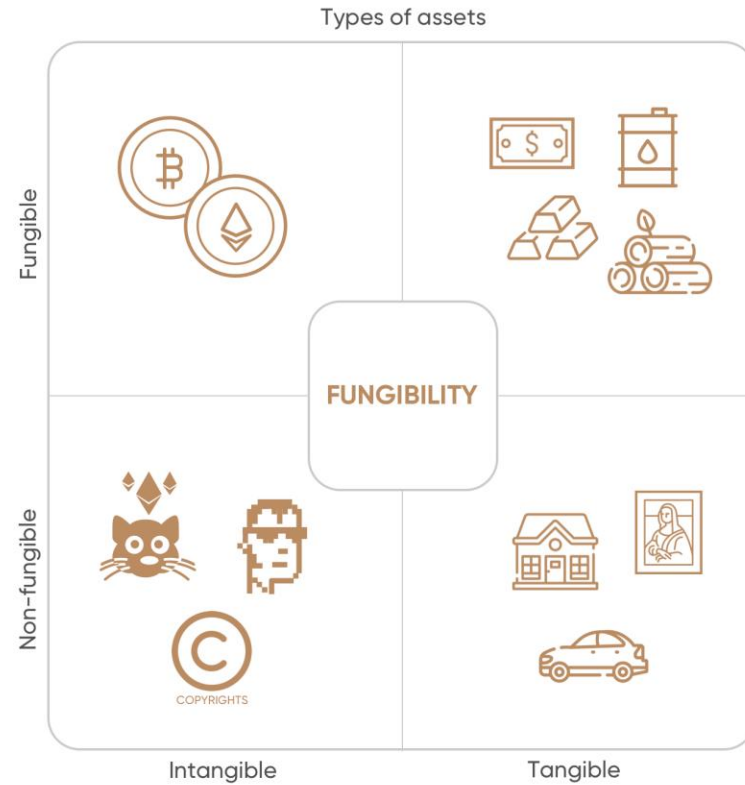 Types of assets
Fungible
$
FUNGIBILITY
Non-fungible
C
COPYRIGHTS
Intangible
Tangible